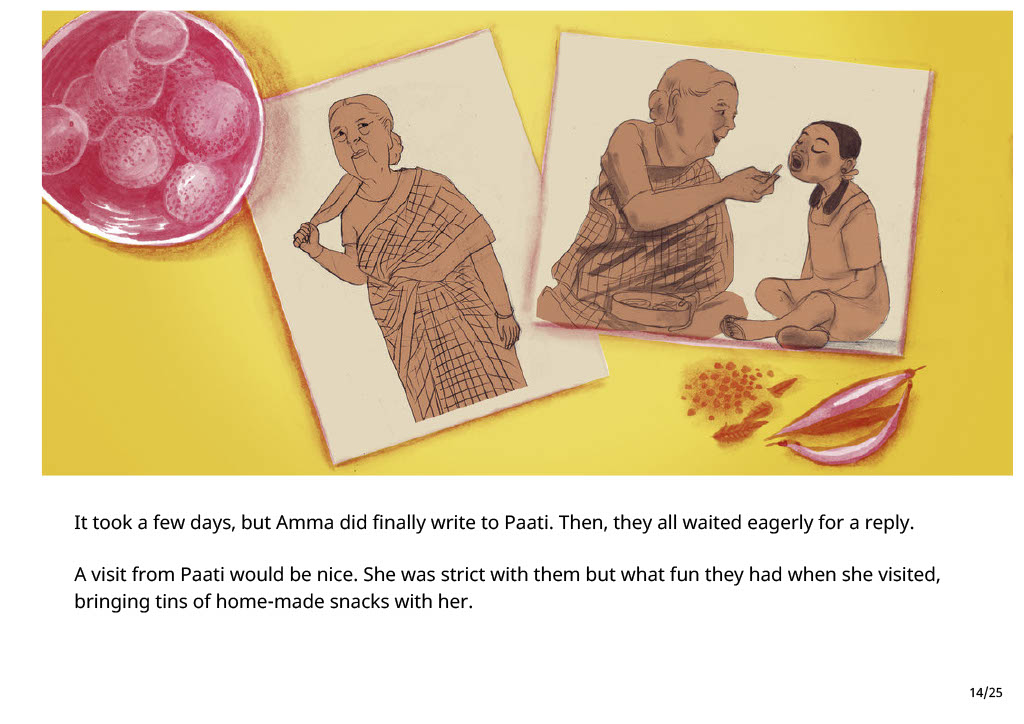 It took a few days, but Amma did finally write to Paati. Then, they all waited eagerly for a reply.
A visit from Paati would be nice. She was strict with them but what fun they had when she visited,
bringing tins of home-made snacks with her.
14/25